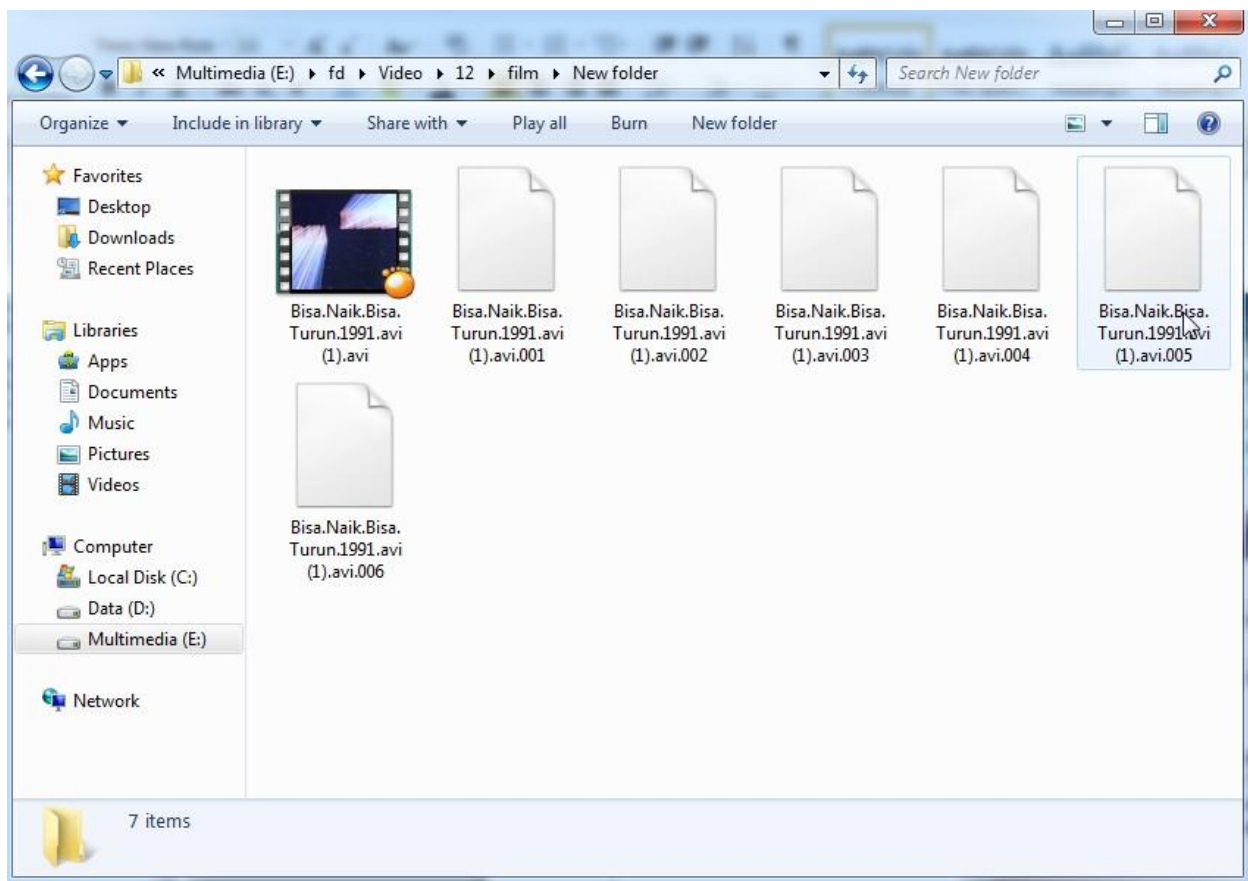 « Multimedia (E:) ▸ fd ▸ Video ▸ 12 ▸ film ▸ New folder
Search New folder
Organize Include in library Share with Play all Burn New folder
Favorites
Desktop
Downloads
Recent Places
Libraries
Apps
Documents
Music
Pictures
Videos
Computer
Local Disk (C:)
Data (D:)
Multimedia (E:)
Network
Bisa.Naik.Bisa.
Turun.1991.avi
(1).avi
Bisa.Naik.Bisa.
Turun.1991.avi
(1).avi.001
Bisa.Naik.Bisa.
Turun.1991.avi
(1).avi.002
Bisa.Naik.Bisa.
Turun.1991.avi
(1).avi.003
Bisa.Naik.Bisa.
Turun.1991.avi
(1).avi.004
Bisa.Naik.Bisa.
Turun.1991.avi
(1).avi.005
Bisa.Naik.Bisa.
Turun.1991.avi
(1).avi.006
7 items